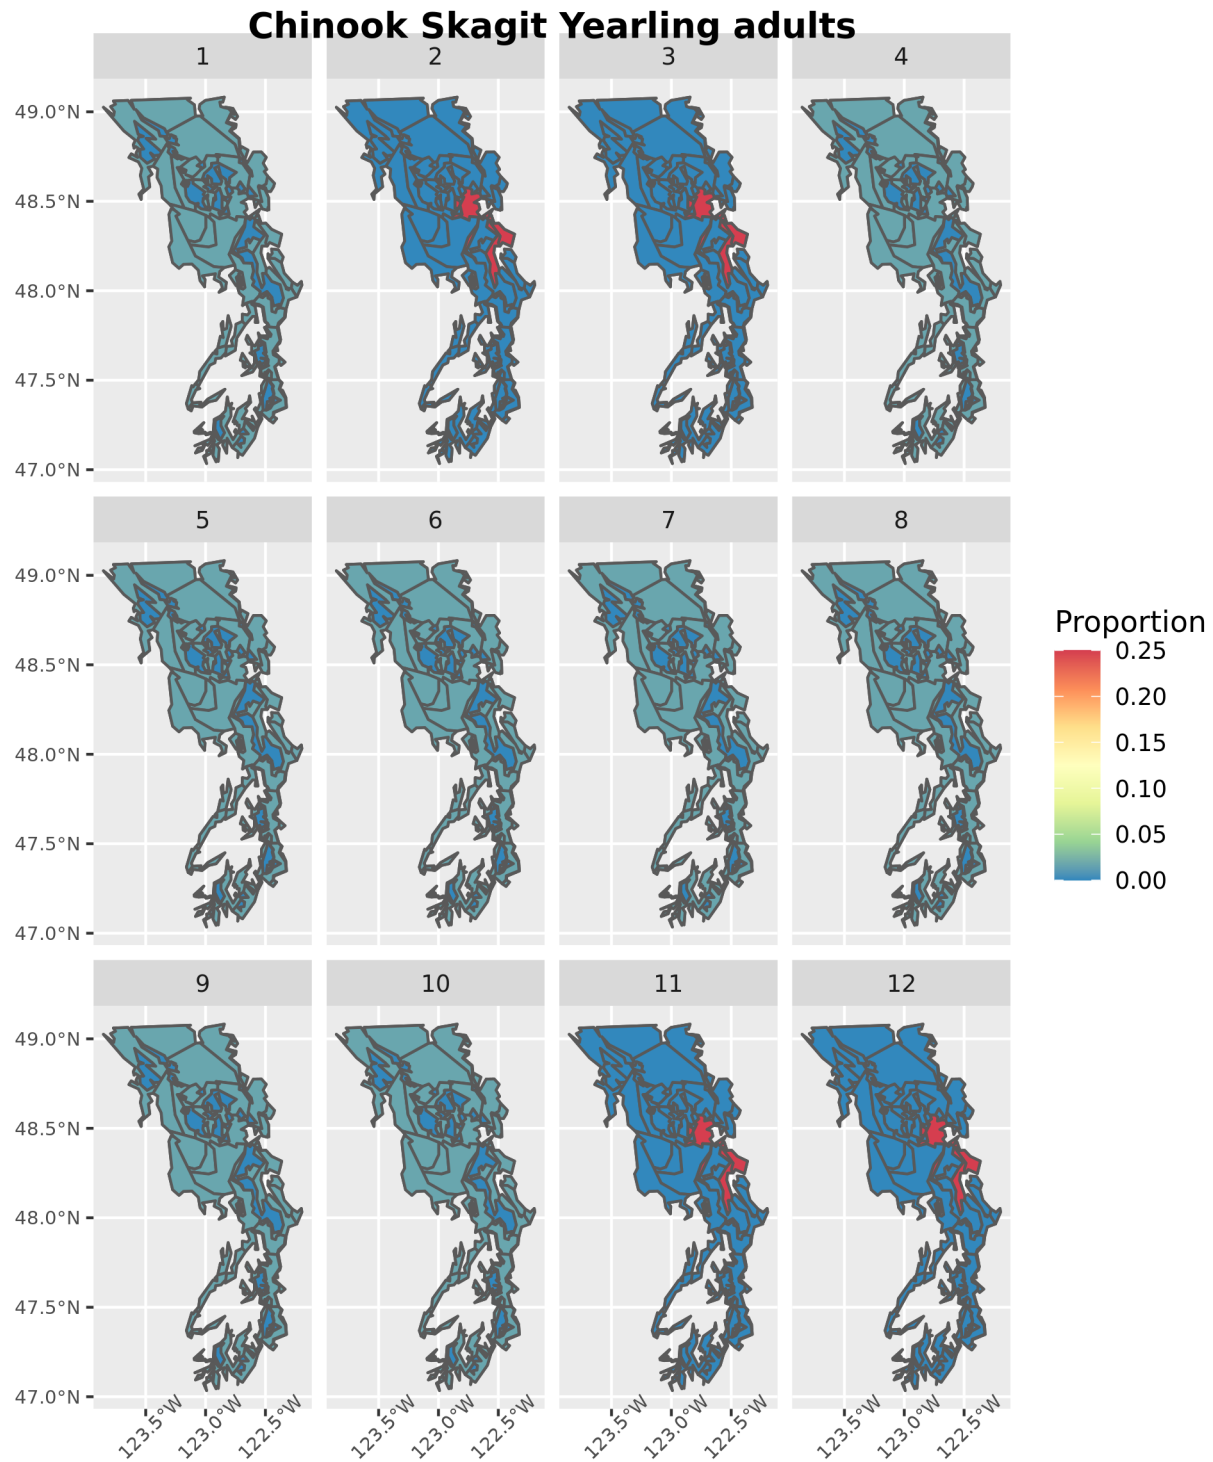 Chinook Skagit Yearling adults
1 2 3 4
49.0°N
48.5°N
48.0°N
47.5°N
47.0°N
5 6 7 8
49.0°N
48.5°N
48.0°N
47.5°N
47.0°N
Proportion
0.25
0.20
0.15
0.10
0.05
0.00
9 10 11 12
49.0°N
48.5°N
48.0°N
47.5°N
47.0°N
123.5°W 123.0°W 122.5°W 123.5°W 123.0°W 122.5°W 123.5°W 123.0°W 122.5°W 123.5°W 123.0°W 122.5°W